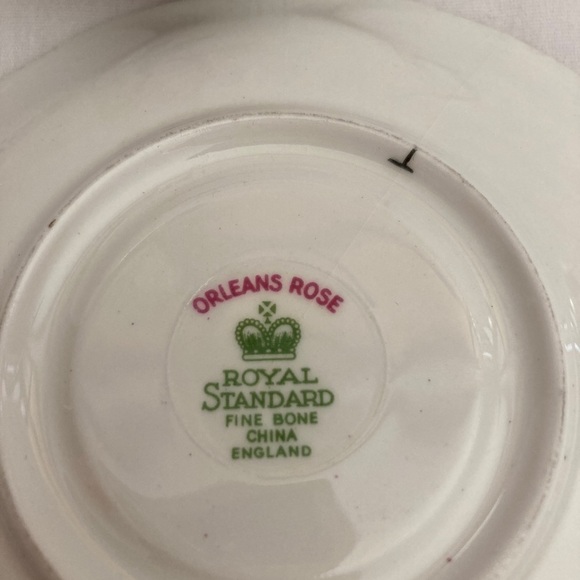 ORLEANS ROSE
ROYAL
STANDARD
FINE BONE
CHINA
ENGLAND